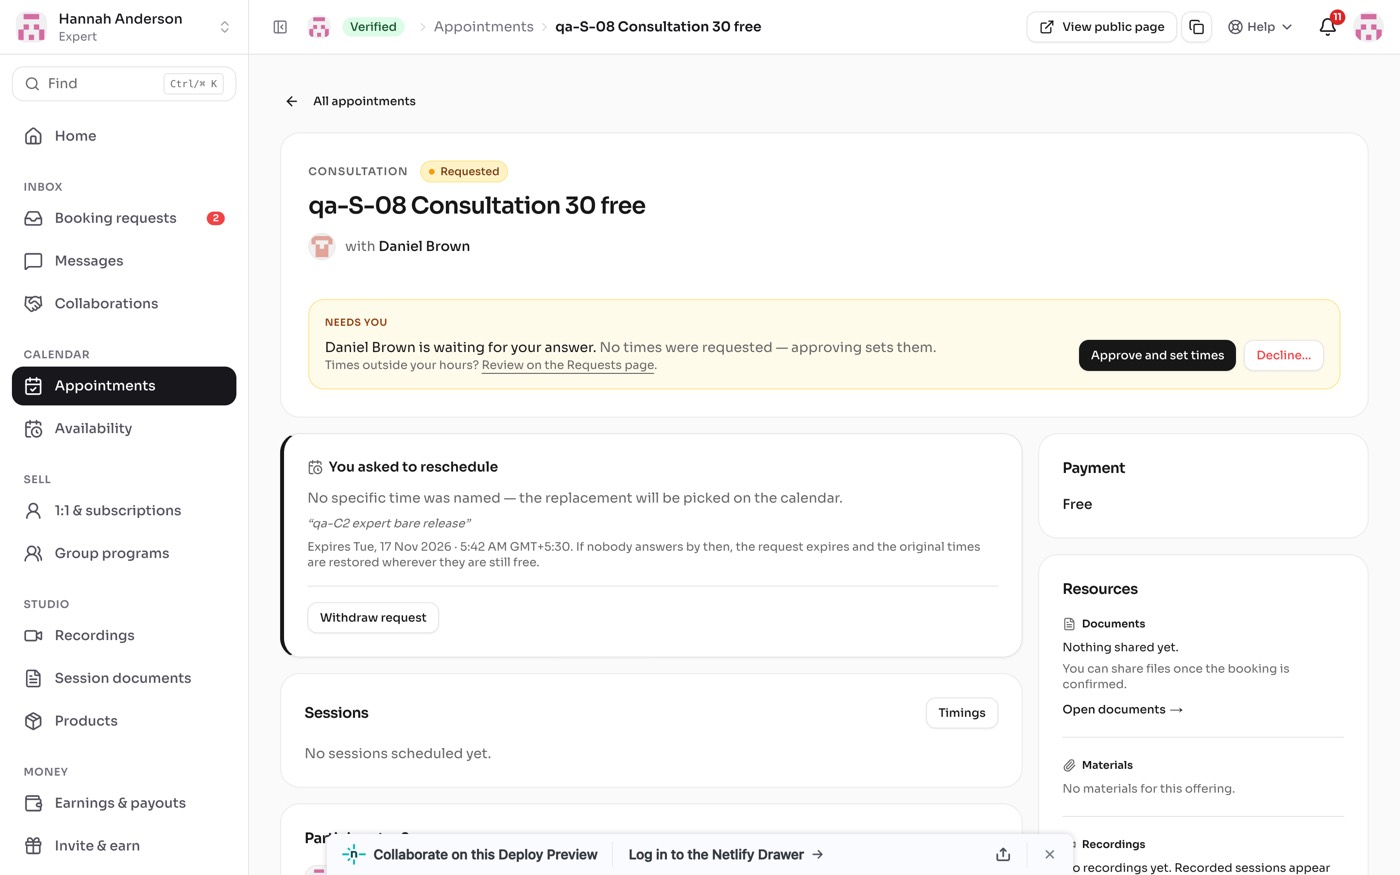 Hannah Anderson
Expert
Verified
Appointments
qa-S-08 Consultation 30 free
View public page
Help
11
Find
Ctrl/⌘ K
Home
INBOX
Booking requests
2
Messages
Collaborations
CALENDAR
Appointments
Availability
SELL
1:1 & subscriptions
Group programs
STUDIO
Recordings
Session documents
Products
MONEY
Earnings & payouts
Invite & earn
← All appointments
CONSULTATION
Requested
qa-S-08 Consultation 30 free
with Daniel Brown
NEEDS YOU
Daniel Brown is waiting for your answer. No times were requested — approving sets them.
Times outside your hours? Review on the Requests page.
Approve and set times
Decline...
You asked to reschedule
No specific time was named — the replacement will be picked on the calendar.
“qa-C2 expert bare release”
Expires Tue, 17 Nov 2026 · 5:42 AM GMT+5:30. If nobody answers by then, the request expires and the original times
are restored wherever they are still free.
Withdraw request
Sessions
Timings
No sessions scheduled yet.
Payment
Free
Resources
Documents
Nothing shared yet.
You can share files once the booking is
confirmed.
Open documents →
Materials
No materials for this offering.
Recordings
recordings yet. Recorded sessions appear
Collaborate on this Deploy Preview
Log in to the Netlify Drawer →